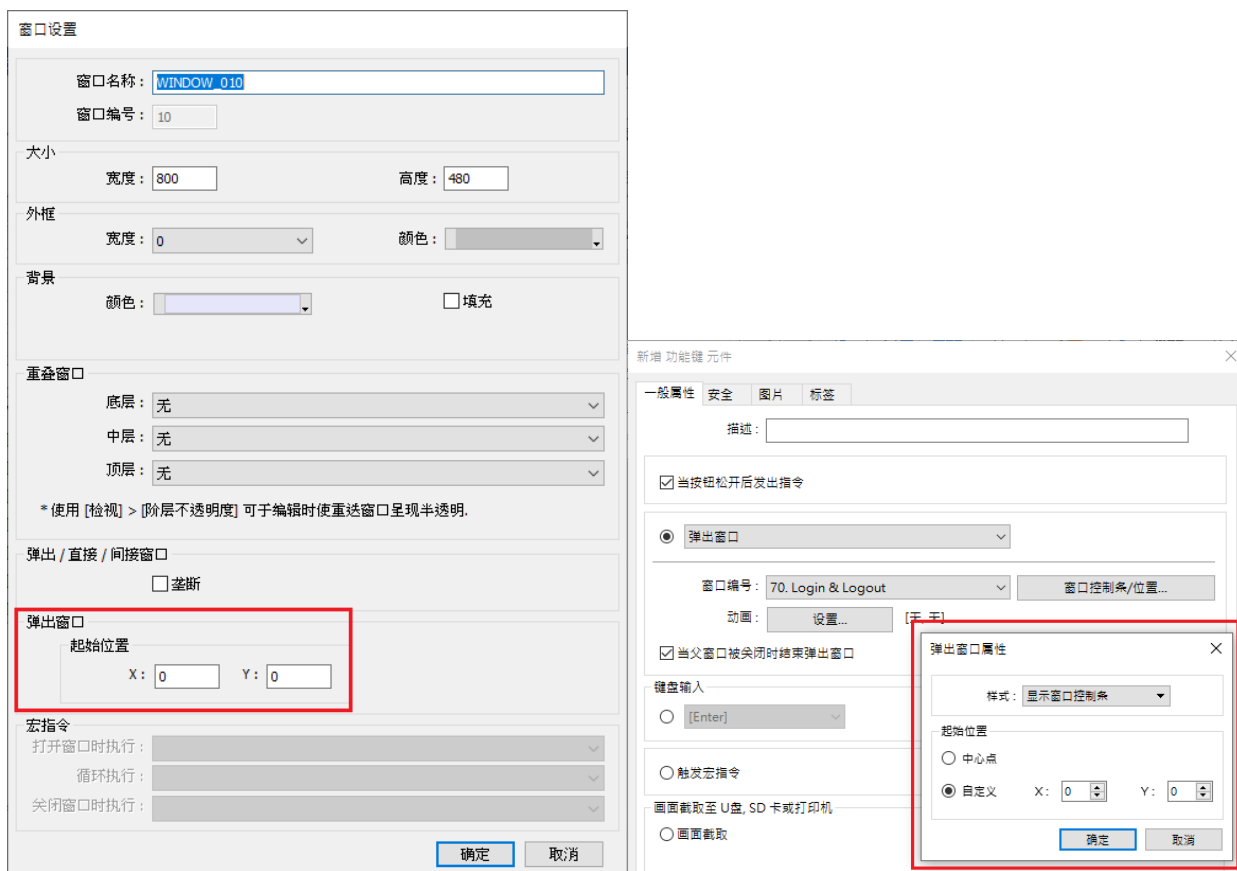 窗口设置
窗口名称： WINDOW_010
窗口编号： 10
大小
宽度： 800 高度： 480
外框
宽度： 0 颜色：
背景
颜色： 填充
重叠窗口
底层： 无
中层： 无
顶层： 无
* 使用 [检视] > [阶层不透明度] 可于编辑时使重迭窗口呈现半透明.
弹出 / 直接 / 间接窗口
垄断
弹出窗口
起始位置
X： 0 Y： 0
宏指令
打开窗口时执行：
循环执行：
关闭窗口时执行：
确定 取消
新增 功能键 元件
一般属性 安全 图片 标签
描述：
当按钮松开后发出指令
弹出窗口
窗口编号： 70. Login & Logout 窗口控制条/位置...
动画： 设置... [无, 无]
当父窗口被关闭时结束弹出窗口
键盘输入
[Enter]
触发宏指令
画面截取至 U盘, SD 卡或打印机
画面截取
弹出窗口属性
样式： 显示窗口控制条
起始位置
中心点
自定义 X： 0 Y： 0
确定 取消